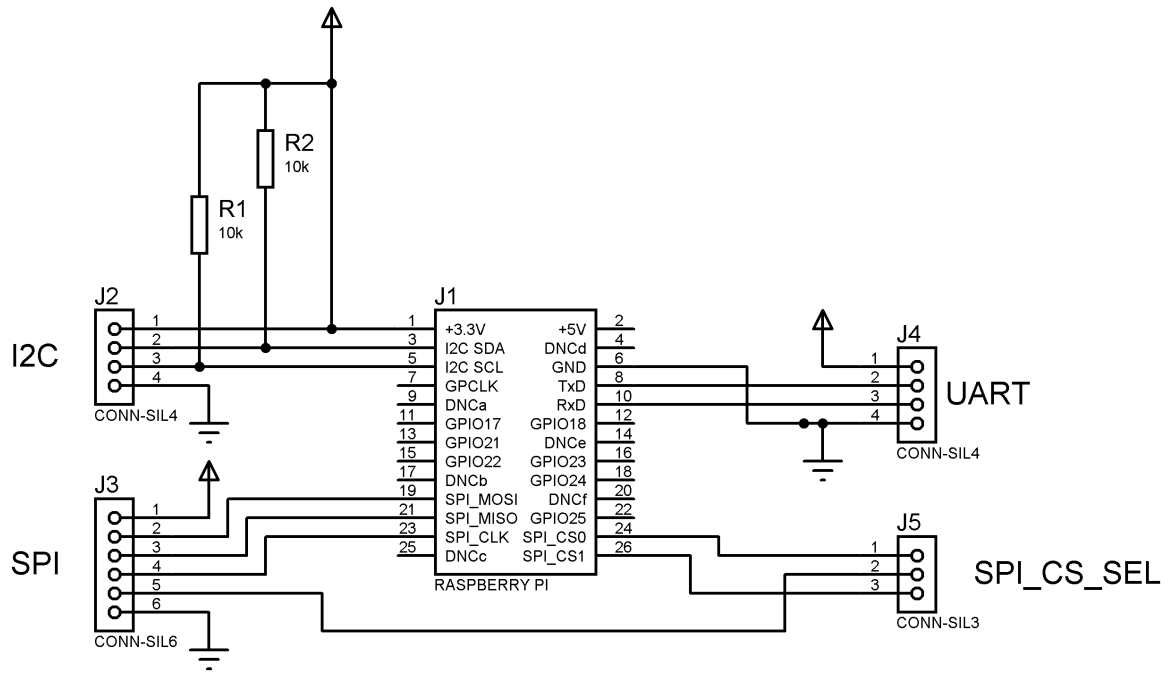 R2
10k
R1
10k
J2
I2C
1
2
3
4
CONN-SIL4
J3
SPI
1
2
3
4
5
6
CONN-SIL6
J1
1 +3.3V +5V 2
3 I2C SDA DNCd 4
5 I2C SCL GND 6
7 GPCLK TxD 8
9 DNCa RxD 10
11 GPIO17 GPIO18 12
13 GPIO21 DNCe 14
15 GPIO22 GPIO23 16
17 DNCb GPIO24 18
19 SPI_MOSI DNCf 20
21 SPI_MISO GPIO25 22
23 SPI_CLK SPI_CS0 24
25 DNCc SPI_CS1 26
RASPBERRY PI
J4
1
2
3
4
UART
CONN-SIL4
J5
1
2
3
SPI_CS_SEL
CONN-SIL3